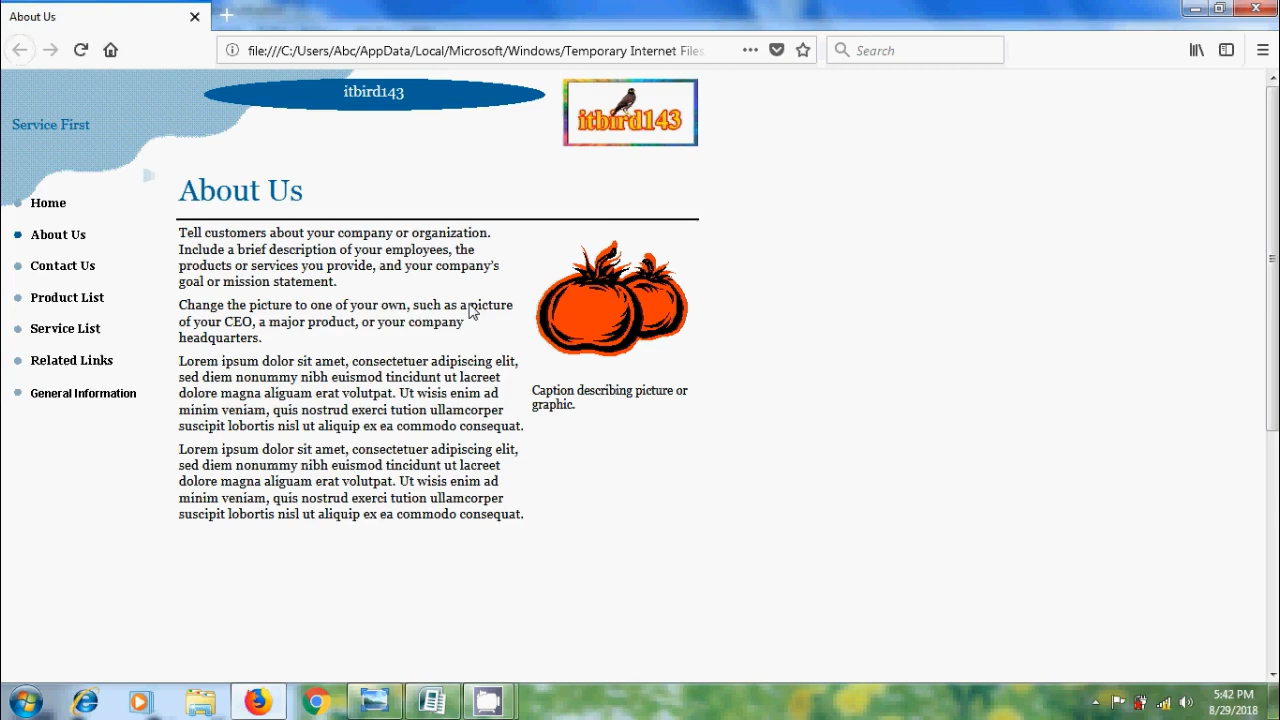 About Us
file:///C:/Users/Abc/AppData/Local/Microsoft/Windows/Temporary Internet Files
Search
itbird143
itbird143
Service First
About Us
Home
About Us
Contact Us
Product List
Service List
Related Links
General Information
Tell customers about your company or organization.
Include a brief description of your employees, the
products or services you provide, and your company's
goal or mission statement.
Change the picture to one of your own, such as a picture
of your CEO, a major product, or your company
headquarters.
Lorem ipsum dolor sit amet, consectetuer adipiscing elit,
sed diem nonummy nibh euismod tincidunt ut lacreet
dolore magna aliguam erat volutpat. Ut wisis enim ad
minim veniam, quis nostrud exerci tution ullamcorper
suscipit lobortis nisl ut aliquip ex ea commodo consequat.
Lorem ipsum dolor sit amet, consectetuer adipiscing elit,
sed diem nonummy nibh euismod tincidunt ut lacreet
dolore magna aliguam erat volutpat. Ut wisis enim ad
minim veniam, quis nostrud exerci tution ullamcorper
suscipit lobortis nisl ut aliquip ex ea commodo consequat.
Caption describing picture or
graphic.
5:42 PM
8/29/2018